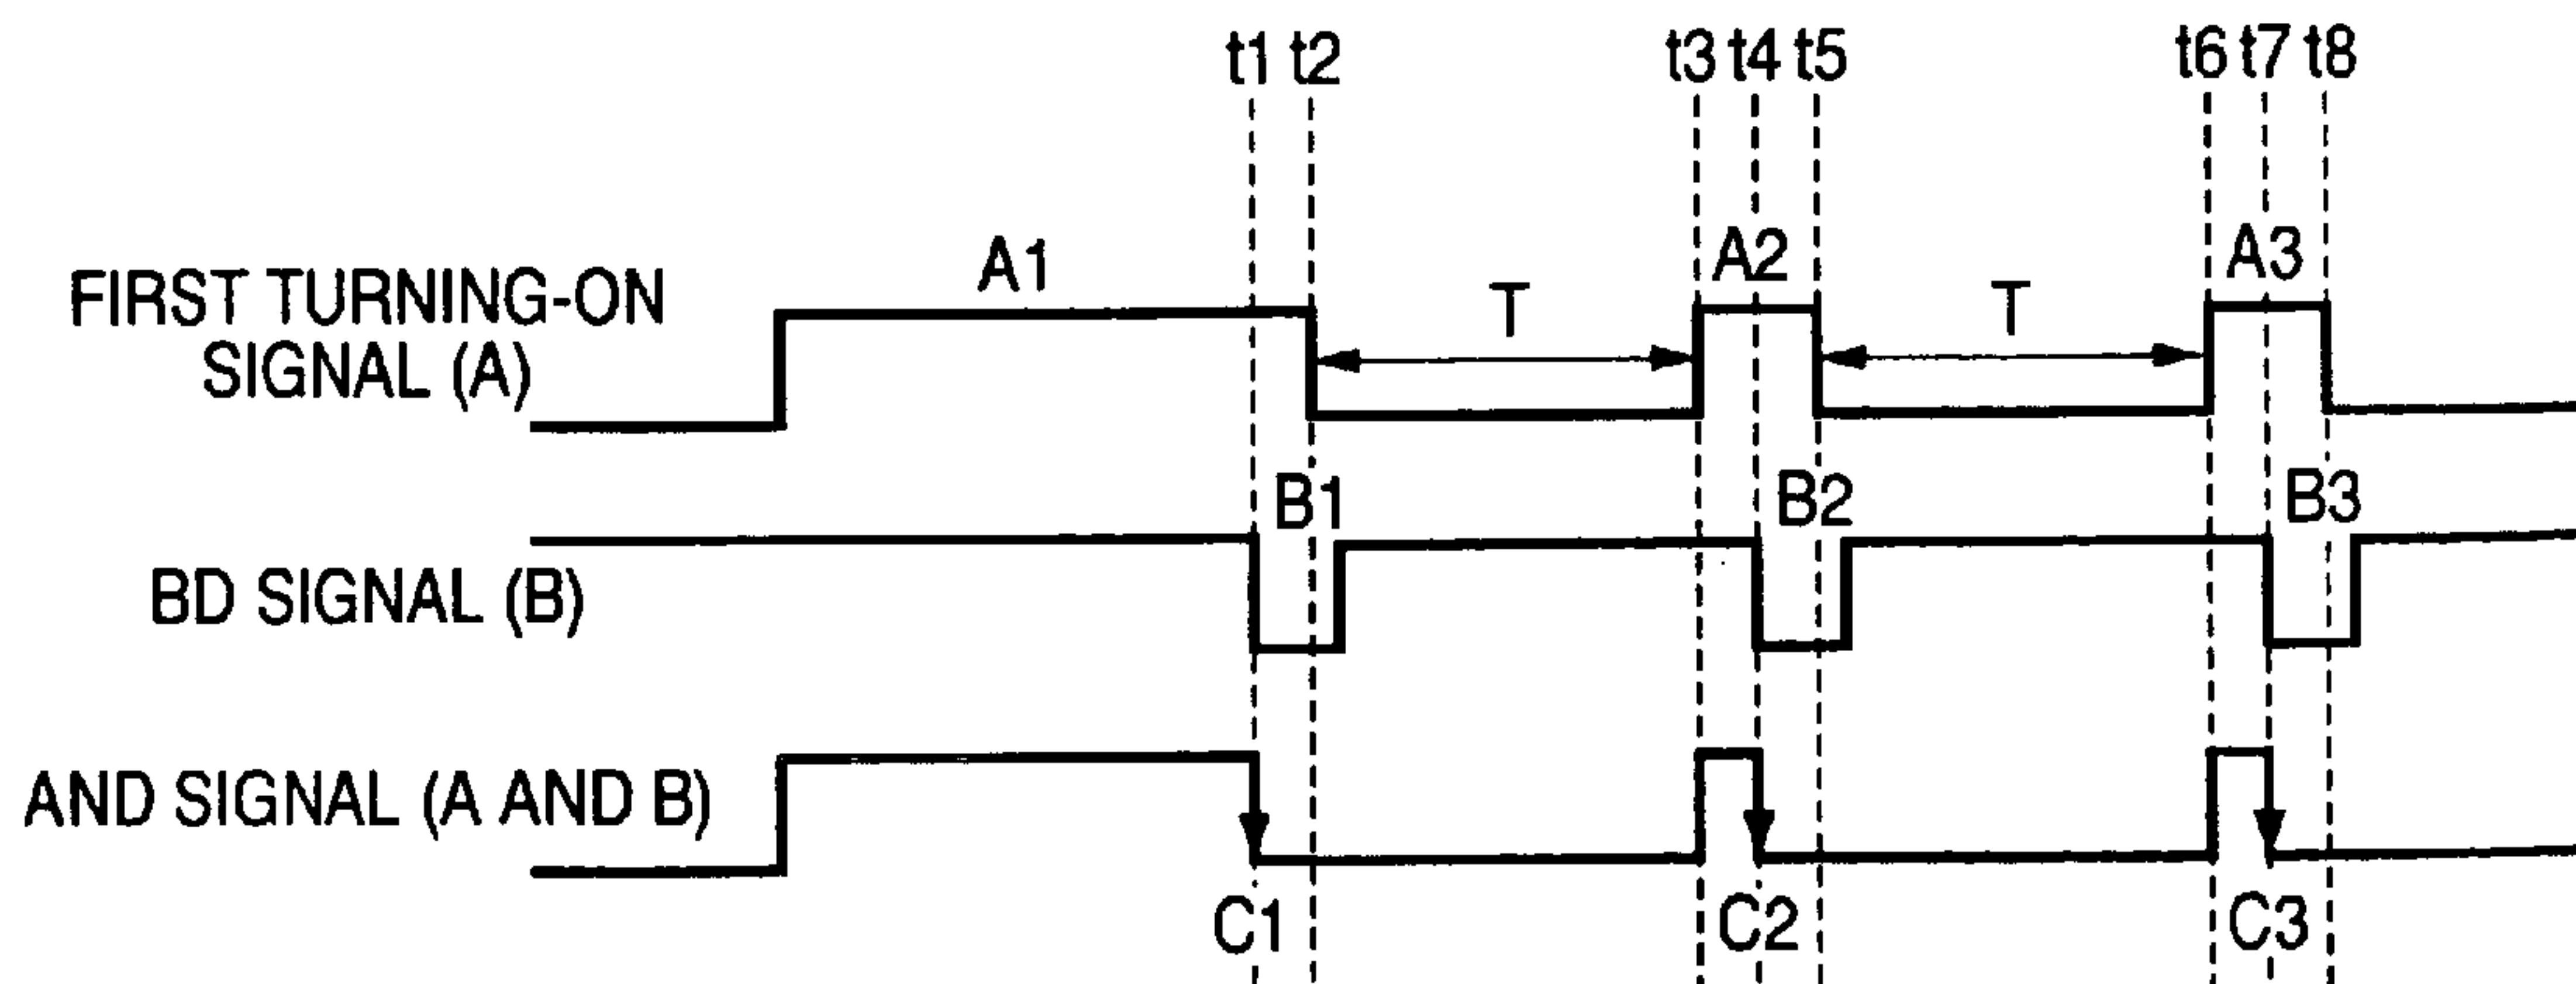 t1 t2 t3 t4 t5 t6 t7 t8
A1 A2 A3
FIRST TURNING-ON
SIGNAL (A)
T T
B1 B2 B3
BD SIGNAL (B)
AND SIGNAL (A AND B)
C1 C2 C3